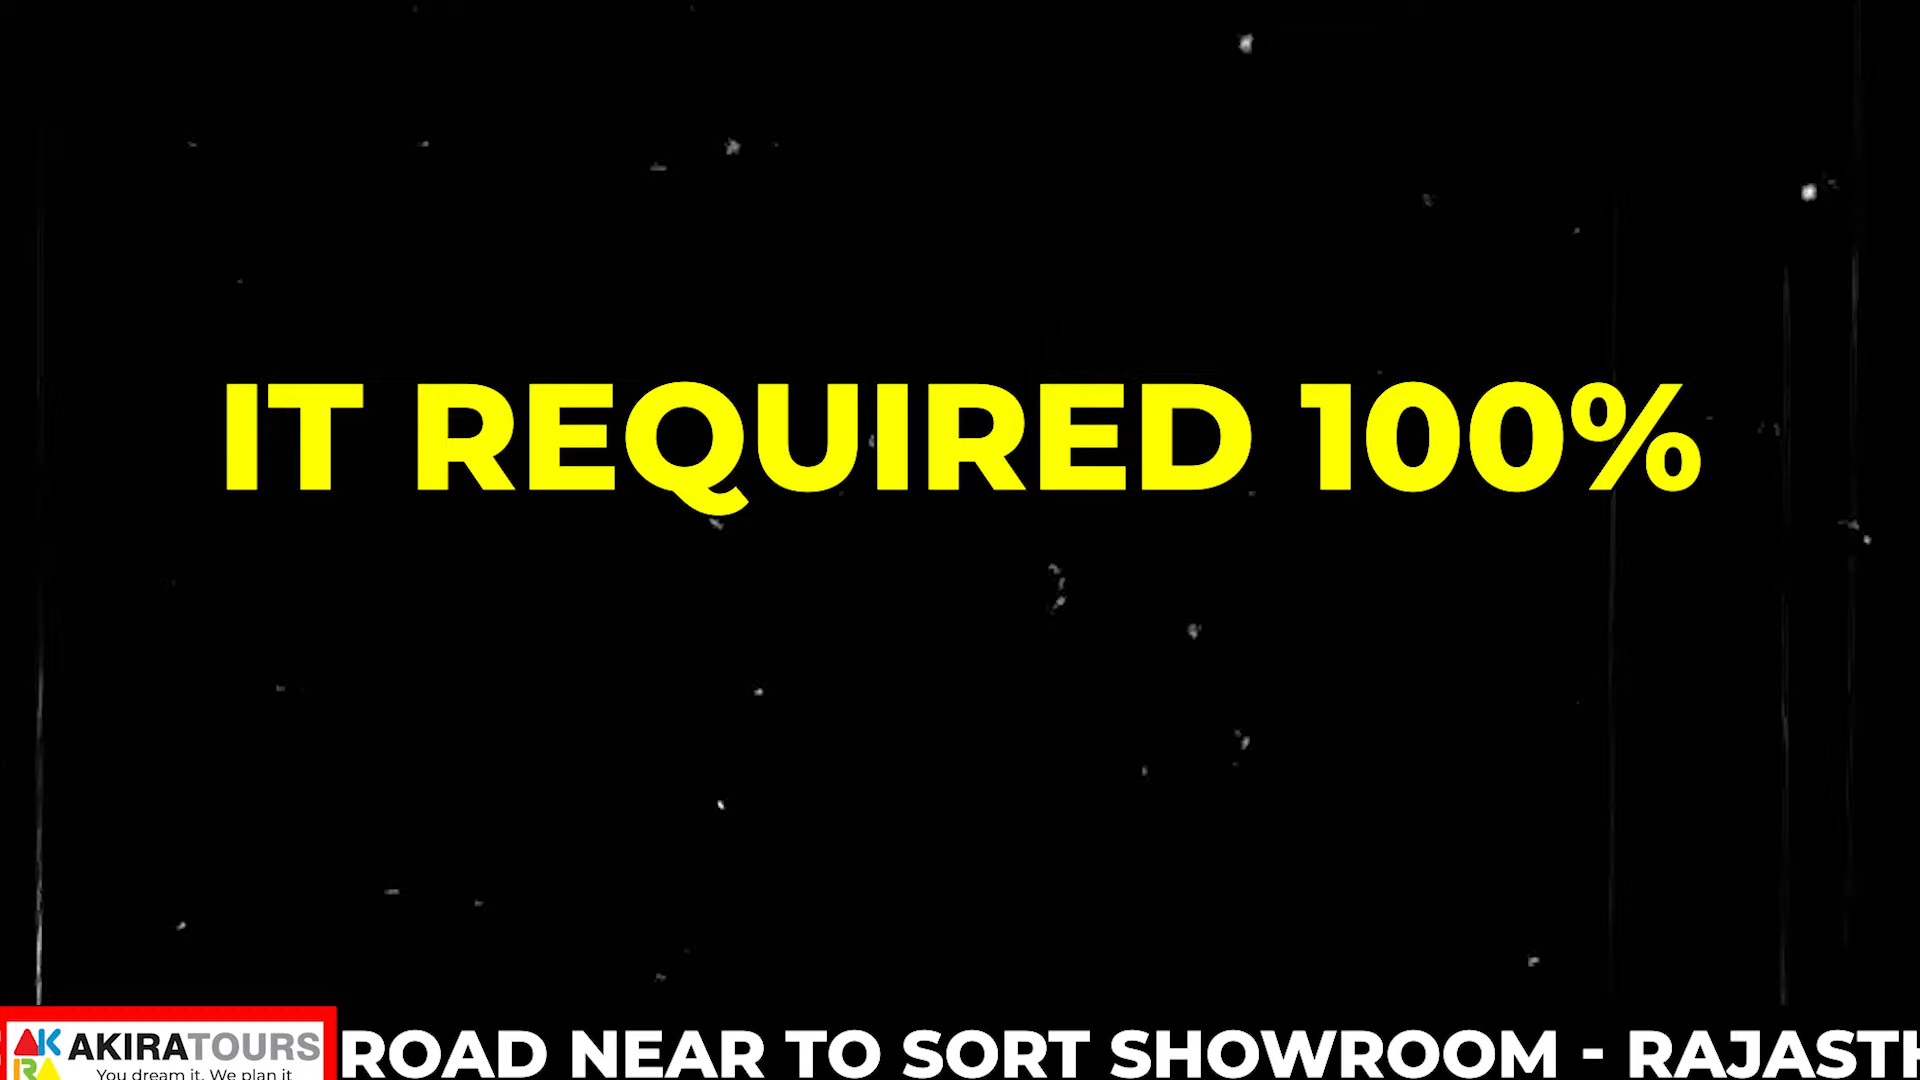 IT REQUIRED 100%
AKIRATOURS
You dream it. We plan it
ROAD NEAR TO SORT SHOWROOM - RAJASTH